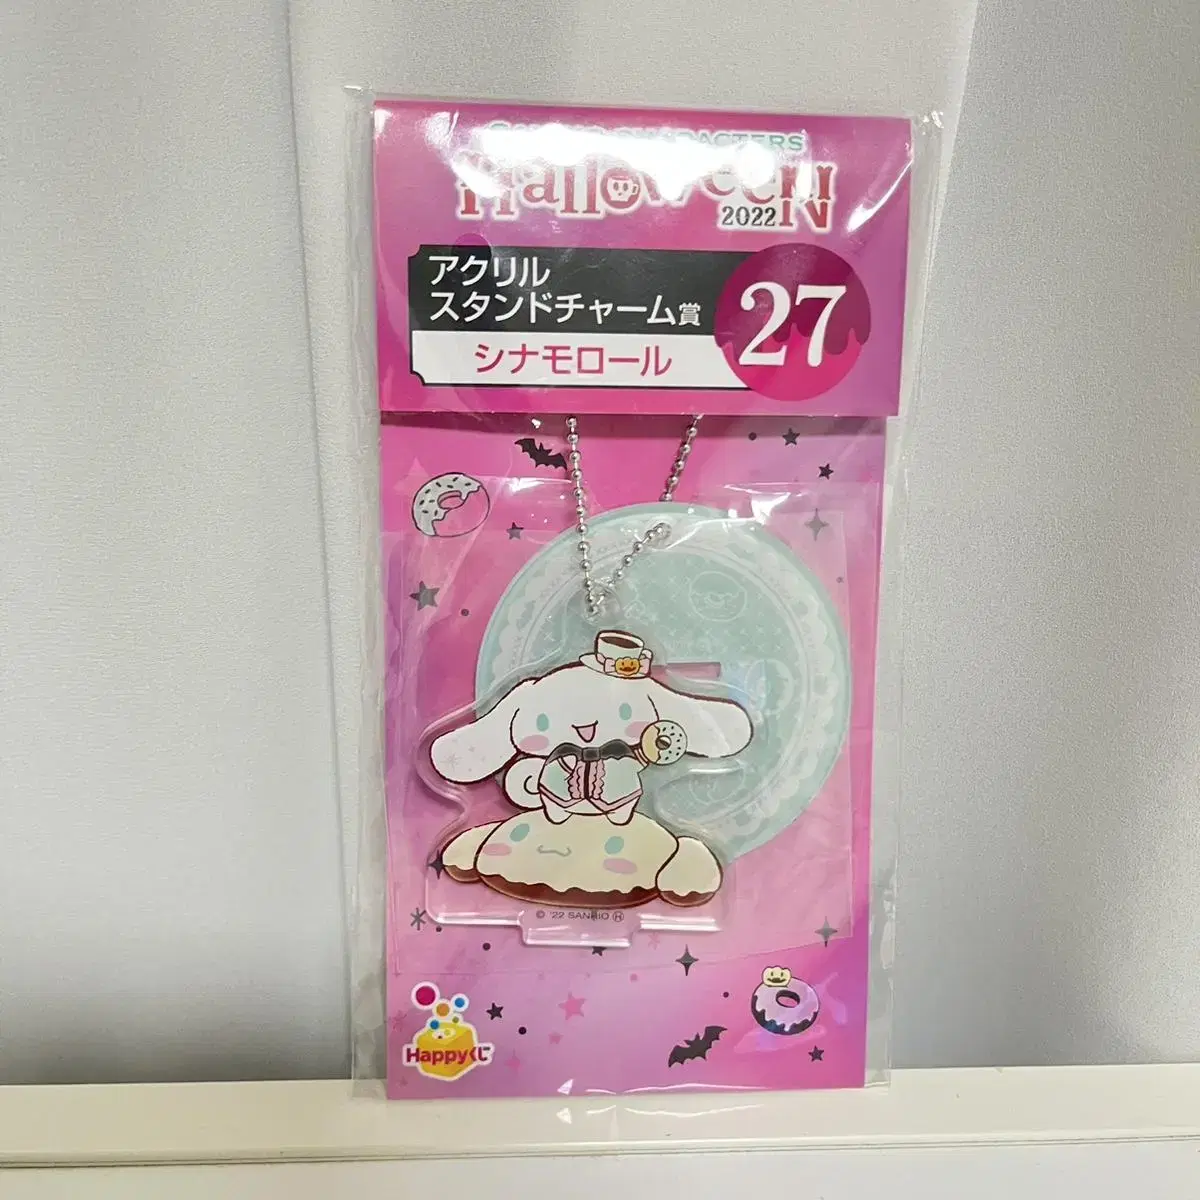 CHARACTERS
Halloween
2022
アクリル
スタンドチャーム賞
シナモロール
27
© '22 SANRIO Ⓗ
Happyくじ